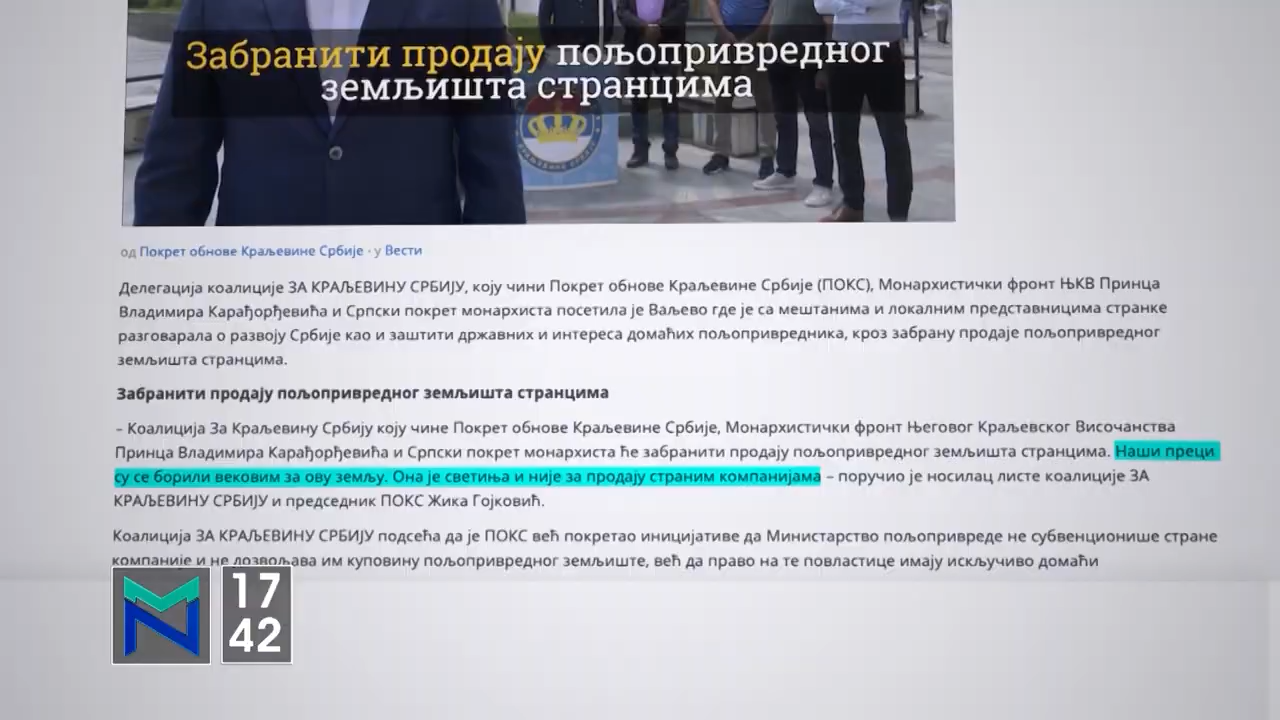 Забранити продају пољопривредног
земљишта странцима
од Покрет обнове Краљевине Србије · у Вести
Делегација коалиције ЗА КРАЉЕВИНУ СРБИЈУ, коју чини Покрет обнове Краљевине Србије (ПОКС), Монархистички фронт ЊКВ Принца
Владимира Карађорђевића и Српски покрет монархиста посетила је Ваљево где је са мештанима и локалним представницима странке
разговарала о развоју Србије као и заштити државних и интереса домаћих пољопривредника, кроз забрану продаје пољопривредног
земљишта странцима.
Забранити продају пољопривредног земљишта странцима
– Коалиција За Краљевину Србију коју чине Покрет обнове Краљевине Србије, Монархистички фронт Његовог Краљевског Височанства
Принца Владимира Карађорђевића и Српски покрет монархиста ће забранити продају пољопривредног земљишта странцима. Наши преци
су се борили вековим за ову земљу. Она је светиња и није за продају страним компанијама – поручио је носилац листе коалиције ЗА
КРАЉЕВИНУ СРБИЈУ и председник ПОКС Жика Гојковић.
Коалиција ЗА КРАЉЕВИНУ СРБИЈУ подсећа да је ПОКС већ покретао иницијативе да Министарство пољопривреде не субвенционише стране
компаније и не дозвољава им куповину пољопривредног земљиште, већ да право на те повластице имају искључиво домаћи
17
42